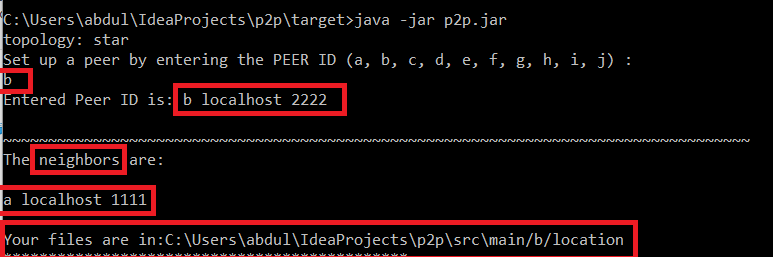 C:\Users\abdul\IdeaProjects\p2p\target>java -jar p2p.jar
topology: star
Set up a peer by entering the PEER ID (a, b, c, d, e, f, g, h, i, j) :
b
Entered Peer ID is: b localhost 2222
~~~~~~~~~~~~~~~~~~~~~~~~~~~~~~~~~~~~~~~~~~~~~~~~~~~~~~~~~~~~~~~~~~~~~~~~~~~~~~~~~~~~~~~~~~~~~
The neighbors are:
a localhost 1111
Your files are in:C:\Users\abdul\IdeaProjects\p2p\src\main/b/location
**************************************************